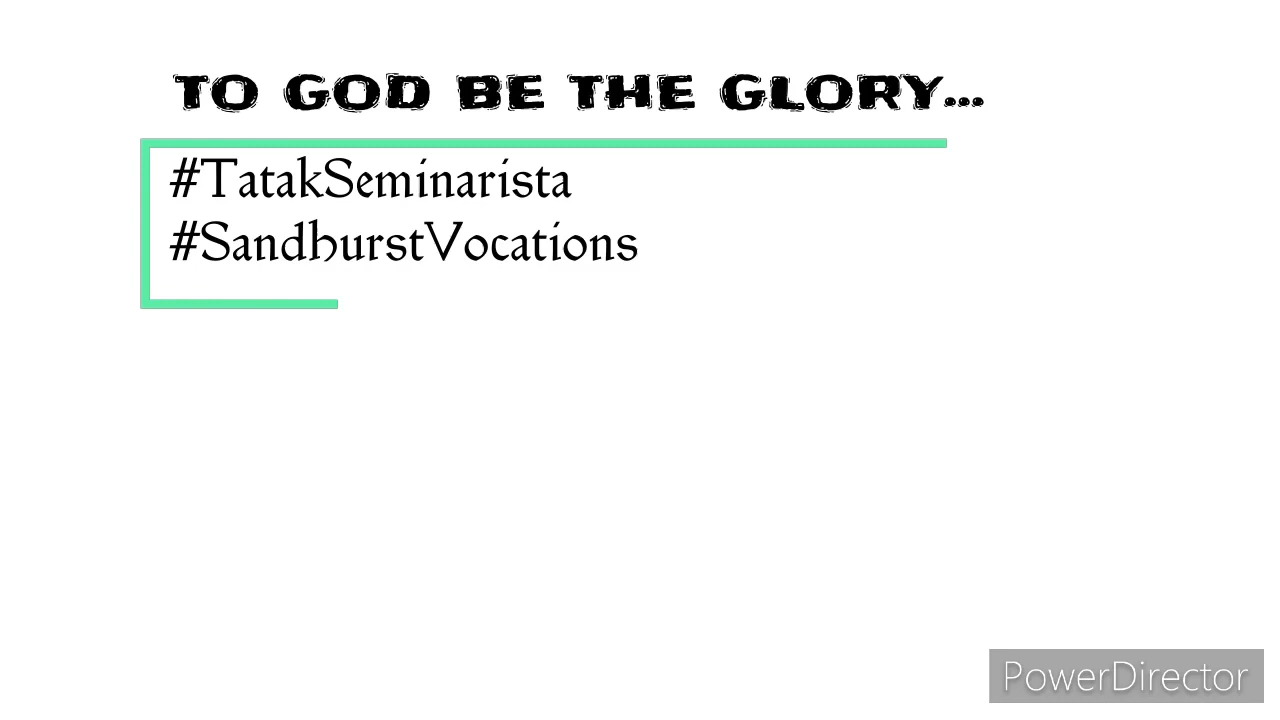 TO GOD BE THE GLORY...
#TatakSeminarista
#SandhurstVocations
PowerDirector